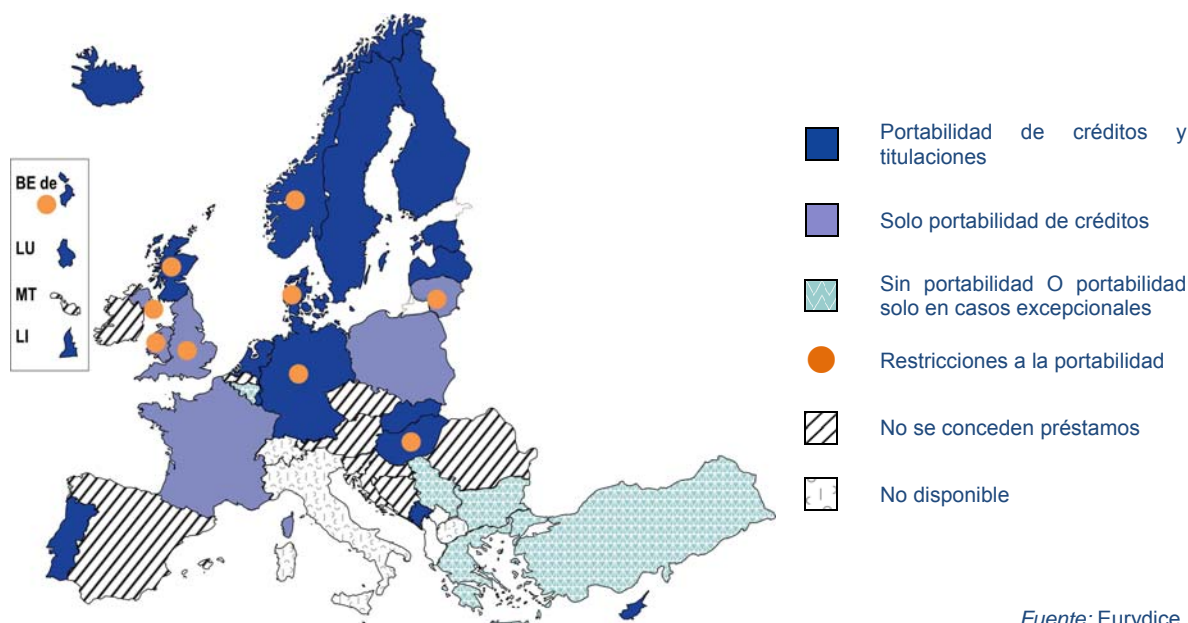 BE de
LU
MT
LI
Portabilidad de créditos y
titulaciones
Solo portabilidad de créditos
Sin portabilidad O portabilidad
solo en casos excepcionales
Restricciones a la portabilidad
No se conceden préstamos
No disponible
Fuente: Eurydice